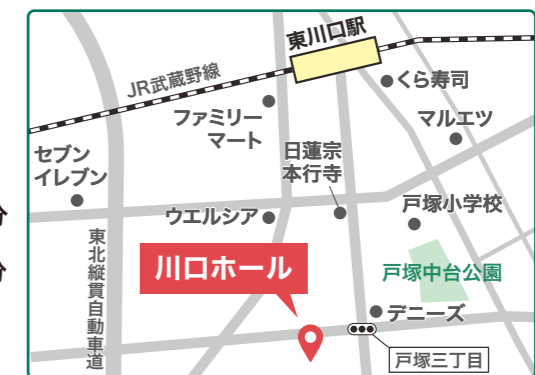 東川口駅
JR武蔵野線
くら寿司
ファミリー
マート
マルエツ
セブン
イレブン
日蓮宗
本行寺
戸塚小学校
ウエルシア
分
東北縦貫自動車道
川口ホール
戸塚中台公園
分
デニーズ
戸塚三丁目